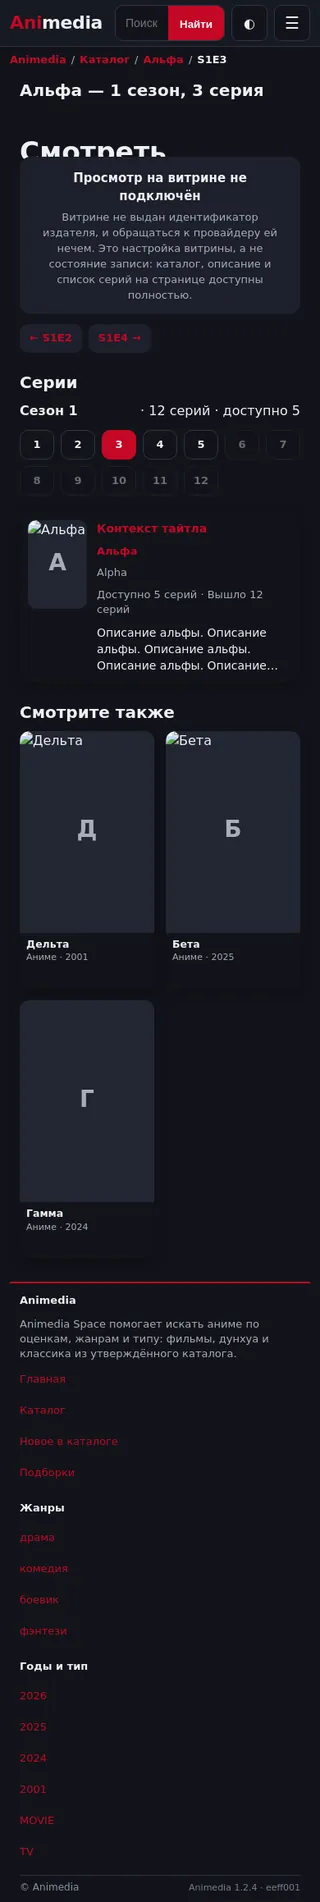 Animedia
Поиск
Найти
◐
☰
Animedia / Каталог / Альфа / S1E3
Альфа — 1 сезон, 3 серия
Смотреть
Просмотр на витрине не
подключён
Витрине не выдан идентификатор
издателя, и обращаться к провайдеру ей
нечем. Это настройка витрины, а не
состояние записи: каталог, описание и
список серий на странице доступны
полностью.
← S1E2
S1E4 →
Серии
Сезон 1 · 12 серий · доступно 5
1 2 3 4 5 6 7
8 9 10 11 12
Альфа
А
Контекст тайтла
Альфа
Alpha
Доступно 5 серий · Вышло 12
серий
Описание альфы. Описание
альфы. Описание альфы.
Описание альфы. Описание…
Смотрите также
Дельта
Д
Дельта
Аниме · 2001
Бета
Б
Бета
Аниме · 2025
Г
Гамма
Аниме · 2024
Animedia
Animedia Space помогает искать аниме по
оценкам, жанрам и типу: фильмы, дунхуа и
классика из утверждённого каталога.
Главная
Каталог
Новое в каталоге
Подборки
Жанры
драма
комедия
боевик
фэнтези
Годы и тип
2026
2025
2024
2001
MOVIE
TV
© Animedia
Animedia 1.2.4 · eeff001